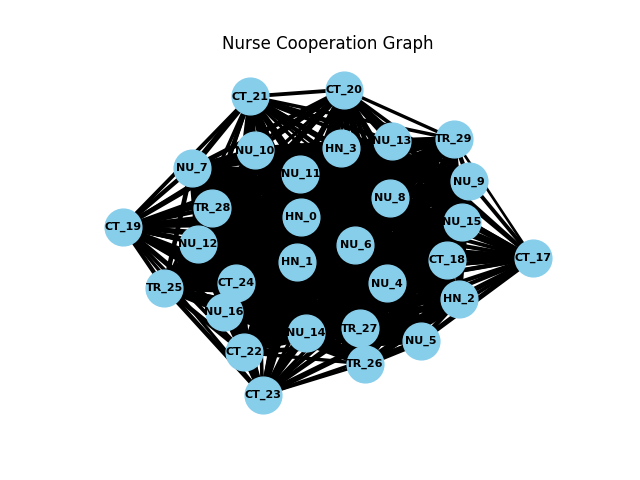 Nurse Cooperation Graph
CT_20
CT_21
TR_29
NU_13
HN_3
NU_10
NU_7
NU_11
NU_9
NU_8
TR_28
HN_0
NU_15
CT_19
NU_12
NU_6
CT_17
CT_18
HN_1
CT_24
NU_4
TR_25
HN_2
NU_16
TR_27
NU_14
NU_5
CT_22
TR_26
CT_23